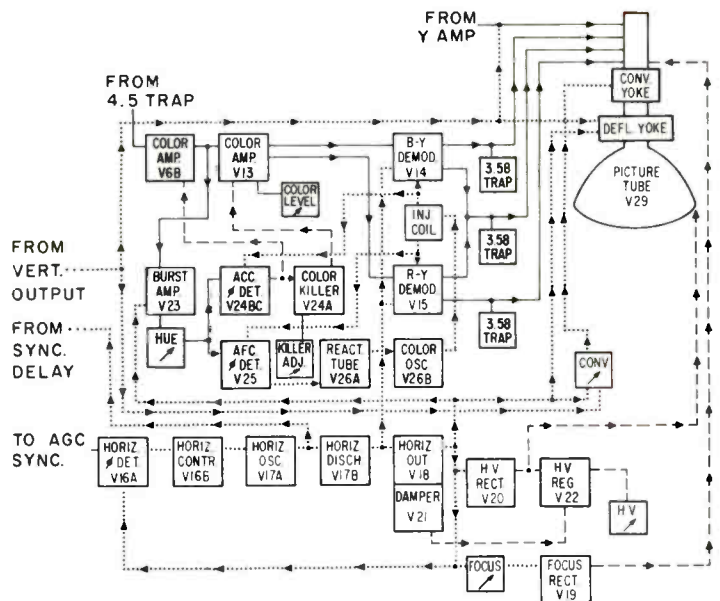 FROM
Y AMP
FROM
4.5 TRAP
CONV.
YOKE
DEFL. YOKE
PICTURE
TUBE
V29
COLOR
AMP.
V6B
COLOR
AMP.
V13
COLOR
LEVEL
B-Y
DEMOD.
V14
3.58
TRAP
INJ
COIL
3.58
TRAP
R-Y
DEMOD.
V15
3.58
TRAP
FROM
VERT.
OUTPUT
FROM
SYNC.
DELAY
BURST
AMP
V23
HUE
ACC
ϕ DET.
V24BC
COLOR
KILLER
V24A
AFC
ϕ DET.
V25
KILLER
ADJ.
REACT.
TUBE
V26A
COLOR
OSC
V26B
CONV
TO AGC
SYNC.
HORIZ
ϕ DET.
V16A
HORIZ
CONTR.
V16B
HORIZ
OSC.
V17A
HORIZ
DISCH
V17B
HORIZ
OUT
V18
DAMPER
V21
HV
RECT.
V20
HV
REG
V22
HV
FOCUS
FOCUS
RECT.
V19